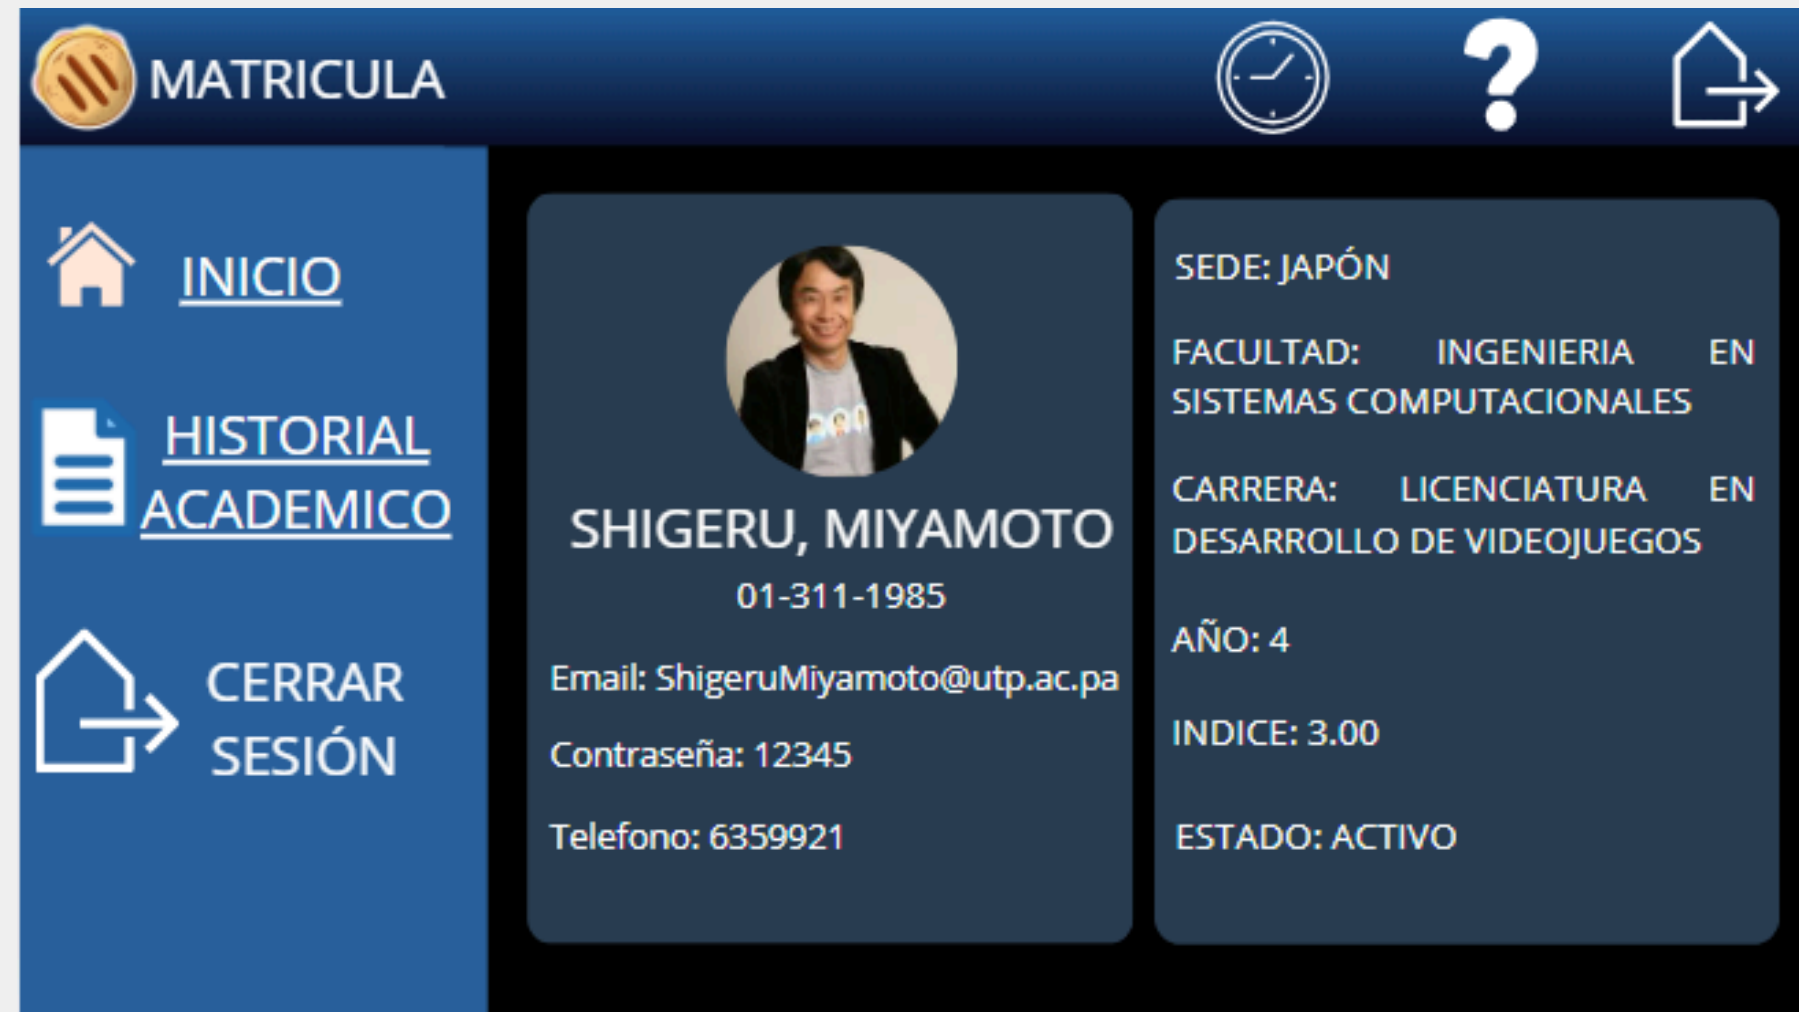 MATRICULA
INICIO
HISTORIAL
ACADEMICO
CERRAR
SESIÓN
SHIGERU, MIYAMOTO
01-311-1985
Email: ShigeruMiyamoto@utp.ac.pa
Contraseña: 12345
Telefono: 6359921
SEDE: JAPÓN
FACULTAD: INGENIERIA EN
SISTEMAS COMPUTACIONALES
CARRERA: LICENCIATURA EN
DESARROLLO DE VIDEOJUEGOS
AÑO: 4
INDICE: 3.00
ESTADO: ACTIVO